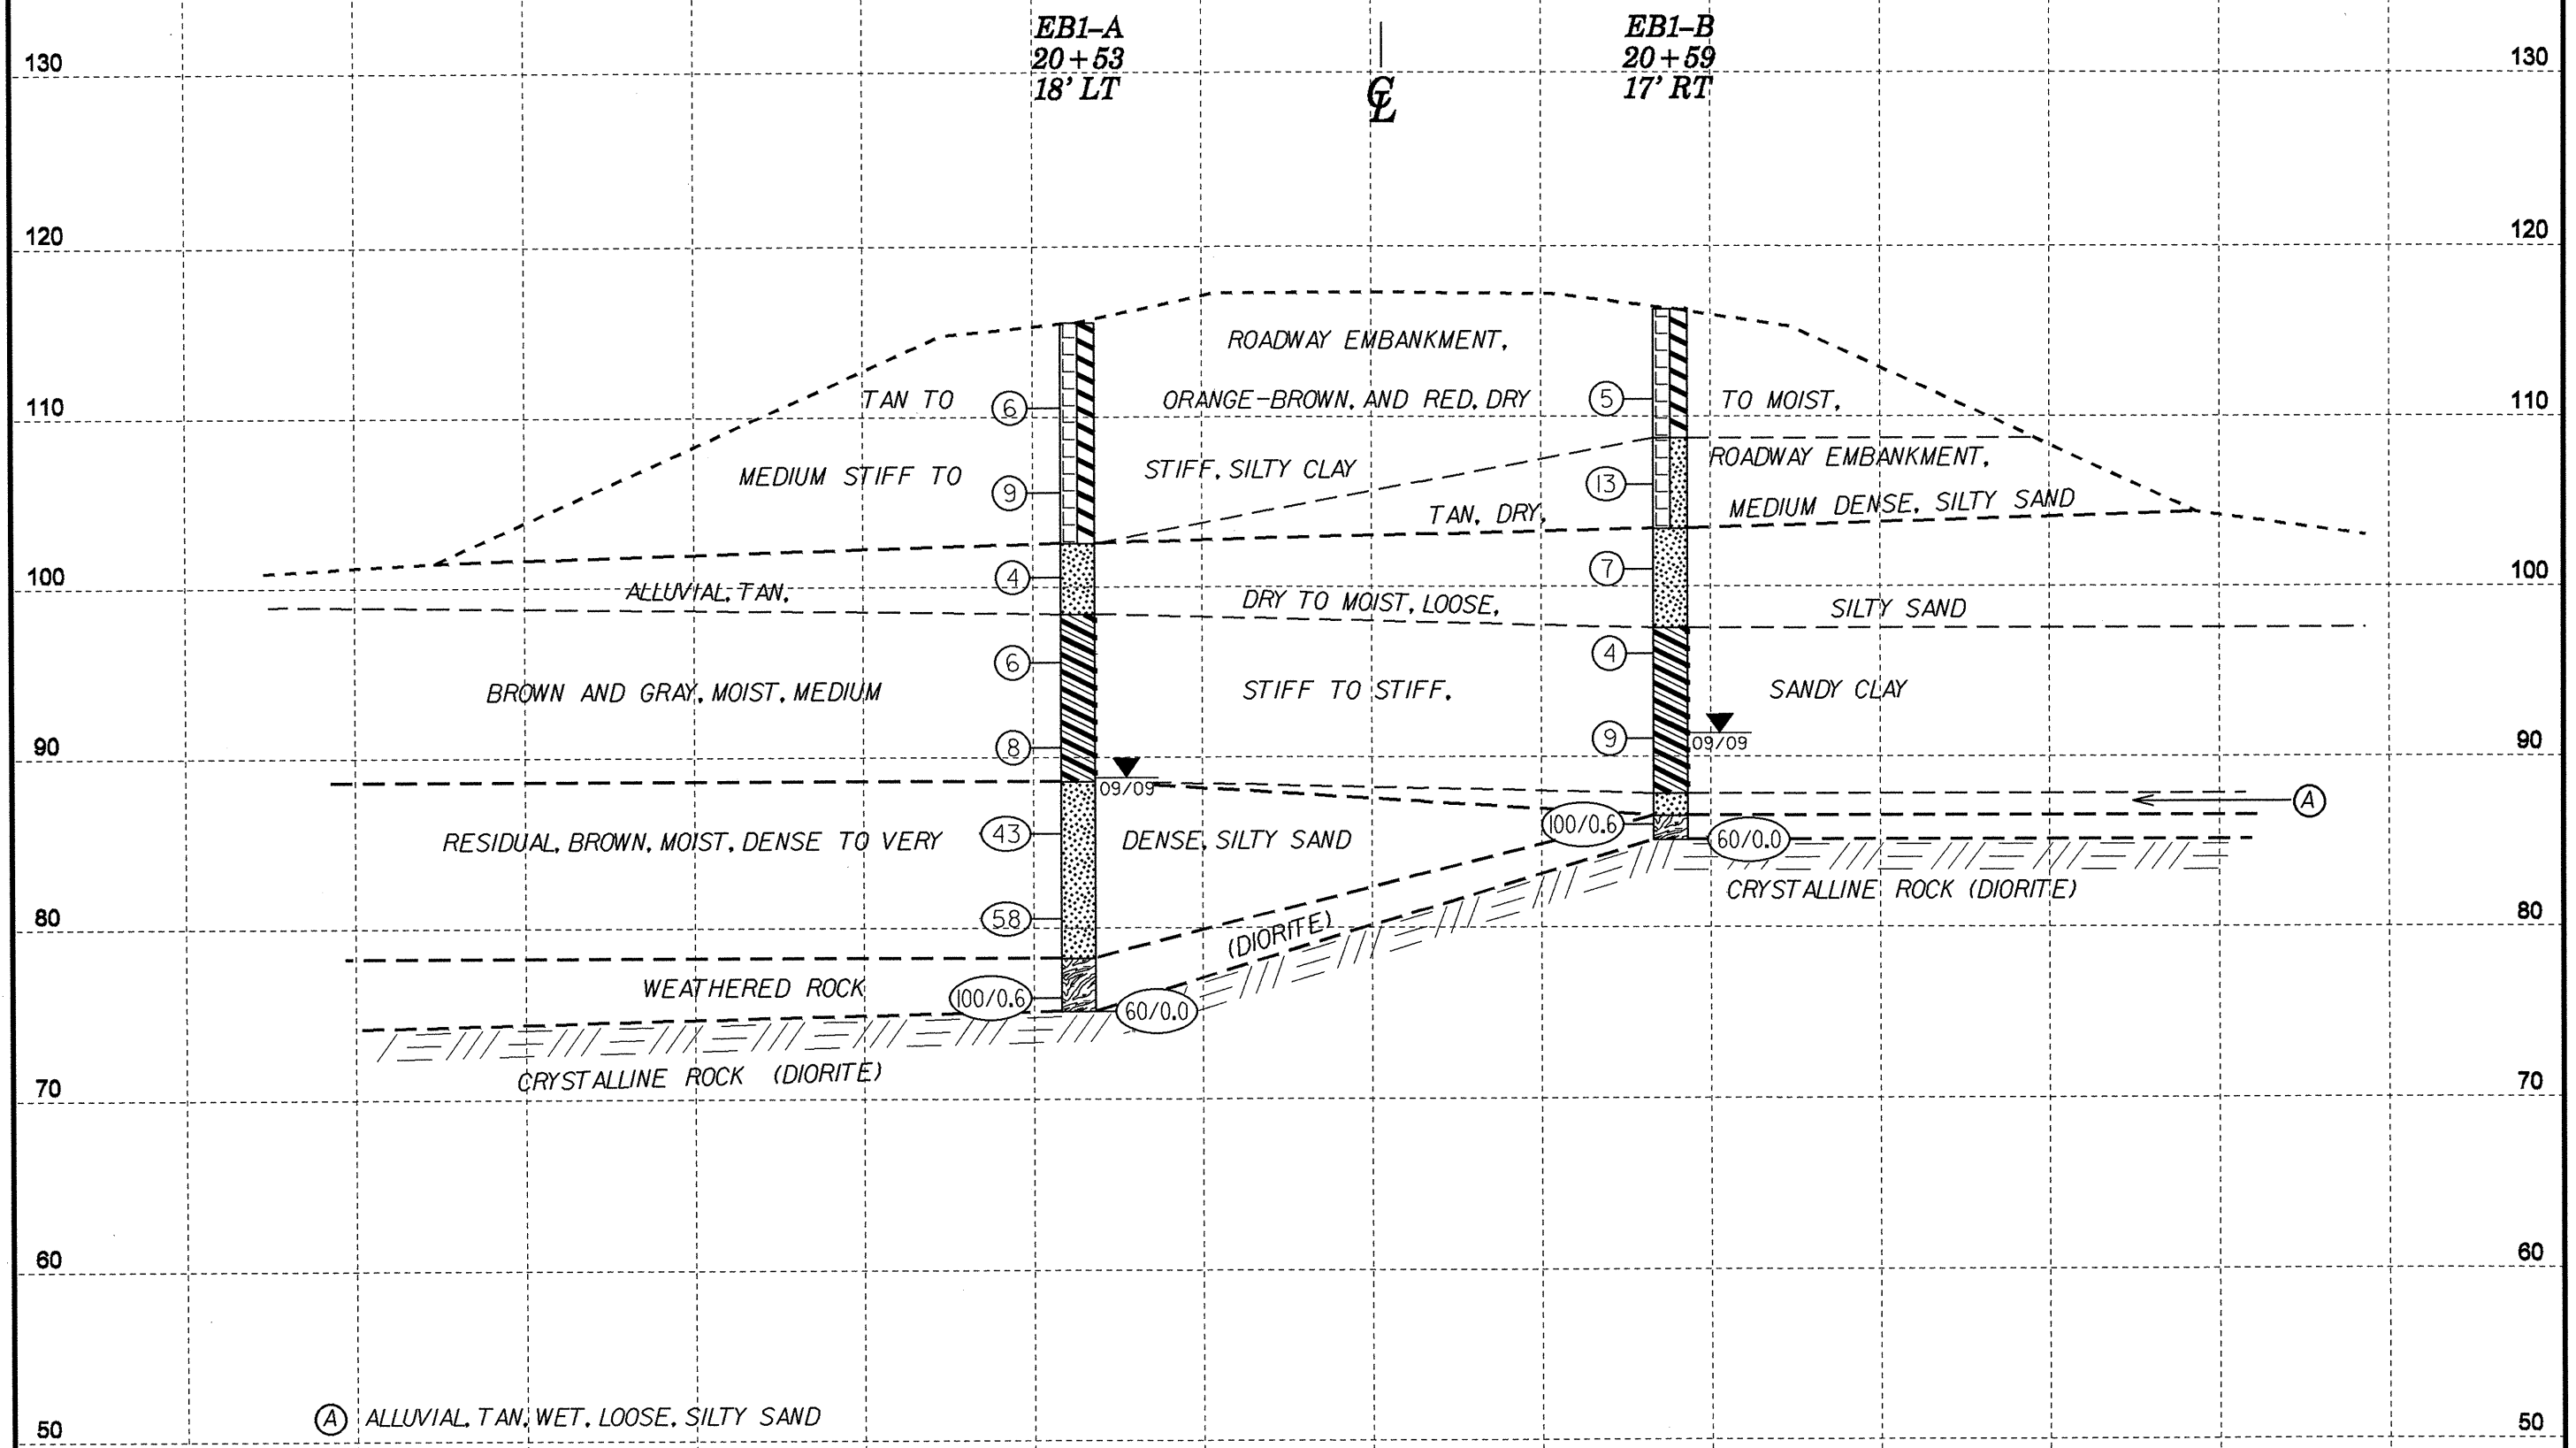 EB1-A
20+53
18' LT
CL
EB1-B
20+59
17' RT
130 130
120 120
ROADWAY EMBANKMENT,
TAN TO 6 ORANGE-BROWN, AND RED, DRY 5 TO MOIST,
110 110
ROADWAY EMBANKMENT,
MEDIUM STIFF TO 9 STIFF, SILTY CLAY 13
TAN, DRY, MEDIUM DENSE, SILTY SAND
100 4 7 100
ALLUVIAL, TAN, DRY TO MOIST, LOOSE, SILTY SAND
6 4
BROWN AND GRAY, MOIST, MEDIUM STIFF TO STIFF, SANDY CLAY
90 8 9 09/09 90
09/09
A
RESIDUAL, BROWN, MOIST, DENSE TO VERY 43 DENSE, SILTY SAND 100/0.6 60/0.0
CRYSTALLINE ROCK (DIORITE)
80 58 80
(DIORITE)
WEATHERED ROCK 100/0.6 60/0.0
CRYSTALLINE ROCK (DIORITE)
70 70
60 60
A ALLUVIAL, TAN, WET, LOOSE, SILTY SAND
50 50